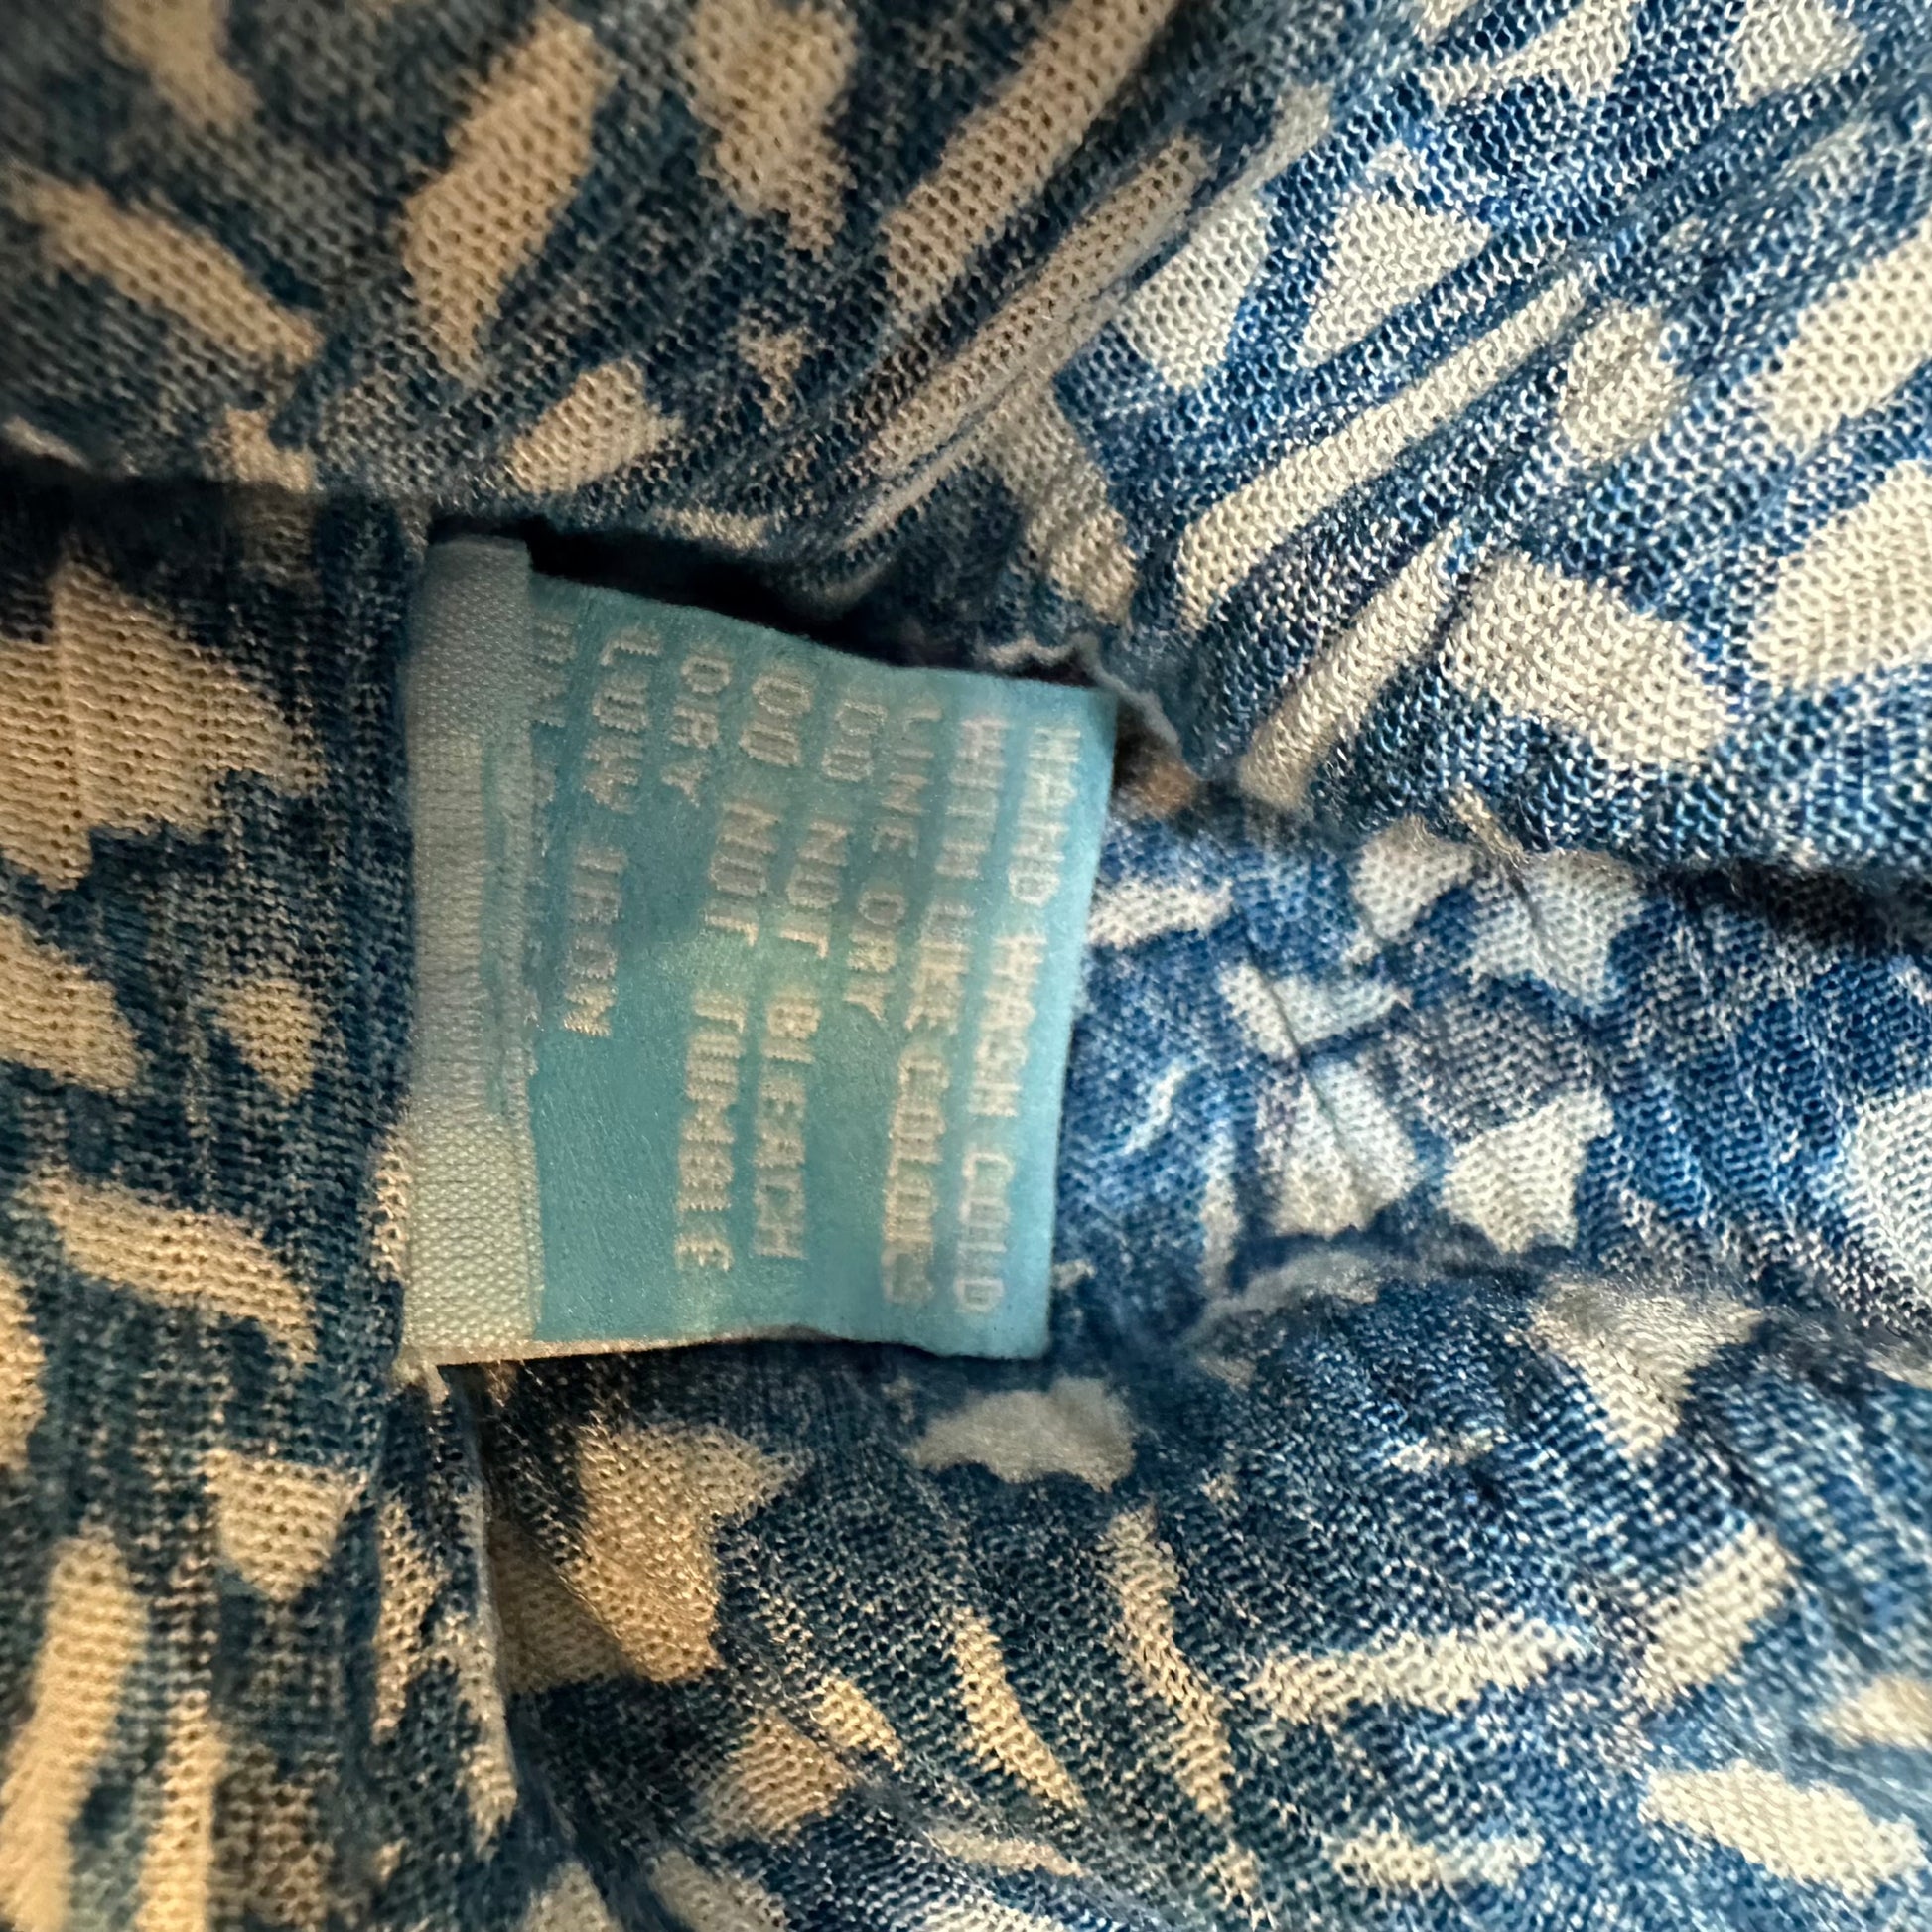 HAND WASH COLD
WITH LIKE COLORS
LINE DRY
DO NOT BLEACH
DO NOT TUMBLE
DRY
LOW IRON